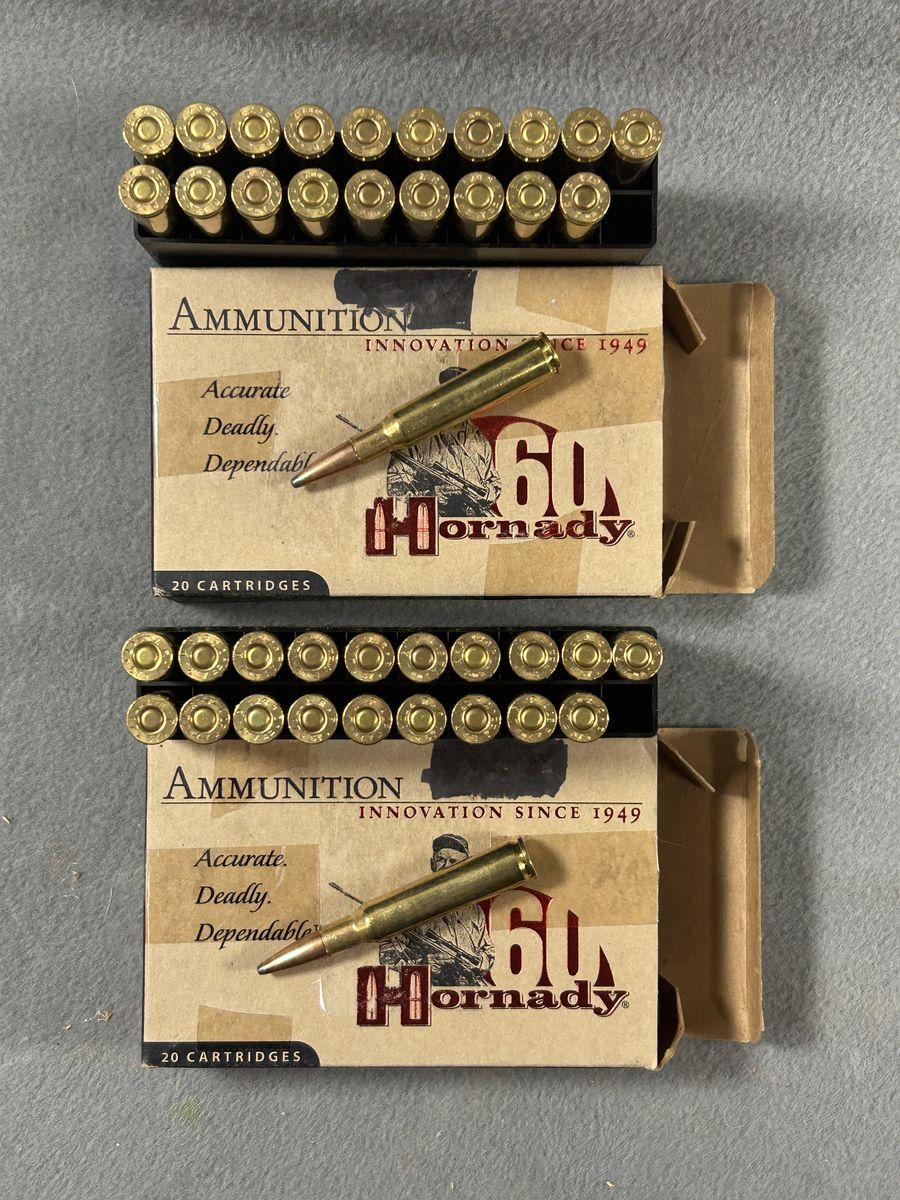 AMMUNITION
INNOVATION SINCE 1949
Accurate
Deadly.
Dependabl
60
Hornady®
20 CARTRIDGES
AMMUNITION
INNOVATION SINCE 1949
Accurate.
Deadly.
Dependable™
60
Hornady®
20 CARTRIDGES